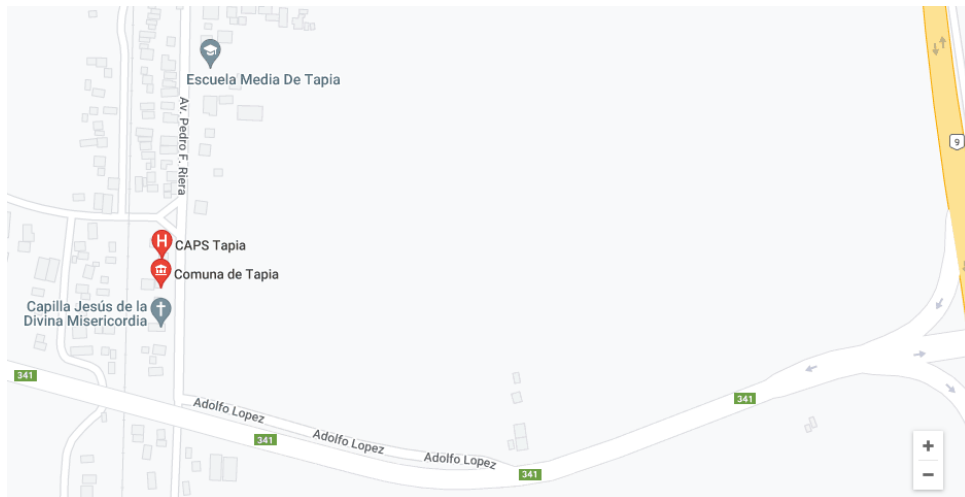 Escuela Media De Tapia
Av. Pedro F. Riera
9
CAPS Tapia
Comuna de Tapia
Capilla Jesús de la
Divina Misericordia
341
Adolfo Lopez
341
Adolfo Lopez
Adolfo Lopez
341
341
+
−